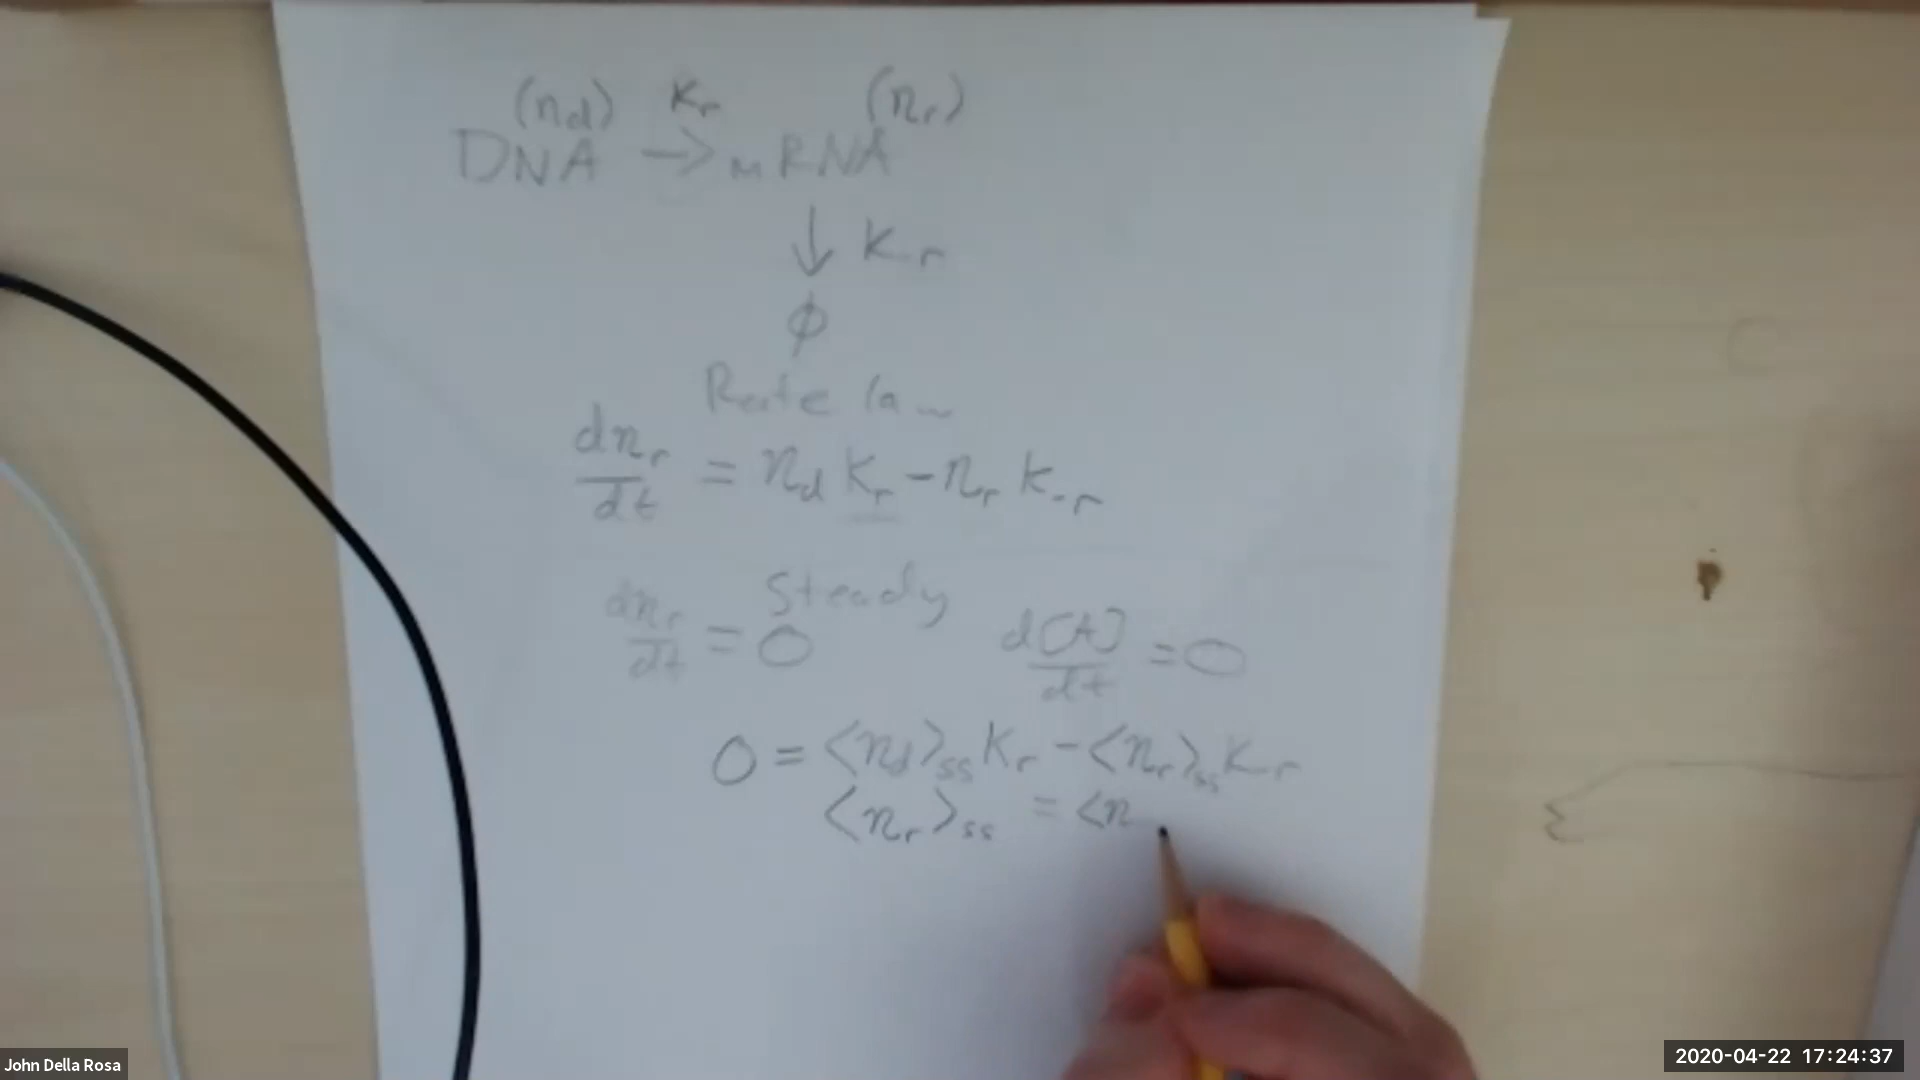 (n_d) K_r (n_r)
DNA → mRNA
↓ K_-r
ϕ
Rate law
dn_r/dt = n_d K_r - n_r K_-r
Steady
dn_r/dt = 0 d[A]/dt = 0
0 = <n_d>_ss K_r - <n_r>_ss K_-r
<n_r>_ss = <n
John Della Rosa
2020-04-22 17:24:37